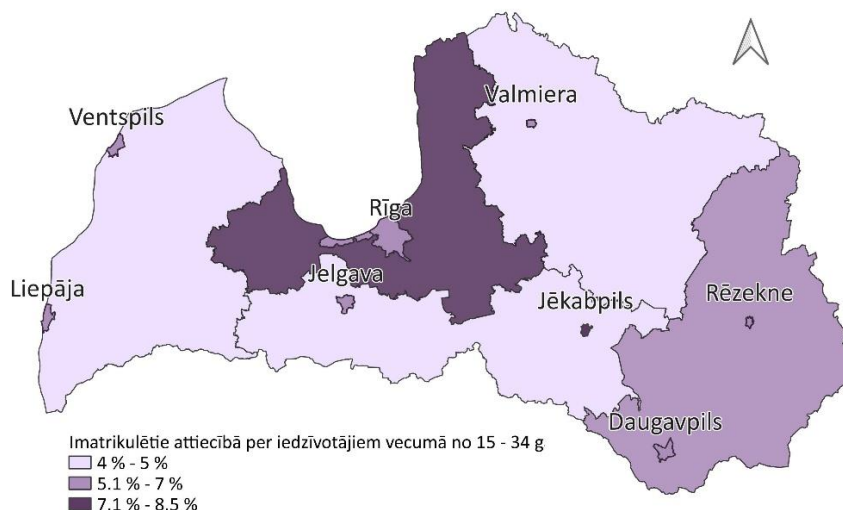 Valmiera
Ventspils
Rīga
Liepāja
Jelgava
Jēkabpils
Rēzekne
Daugavpils
Imatrikulētie attiecībā per iedzīvotājiem vecumā no 15 - 34 g
4 % - 5 %
5.1 % - 7 %
7.1 % - 8.5 %